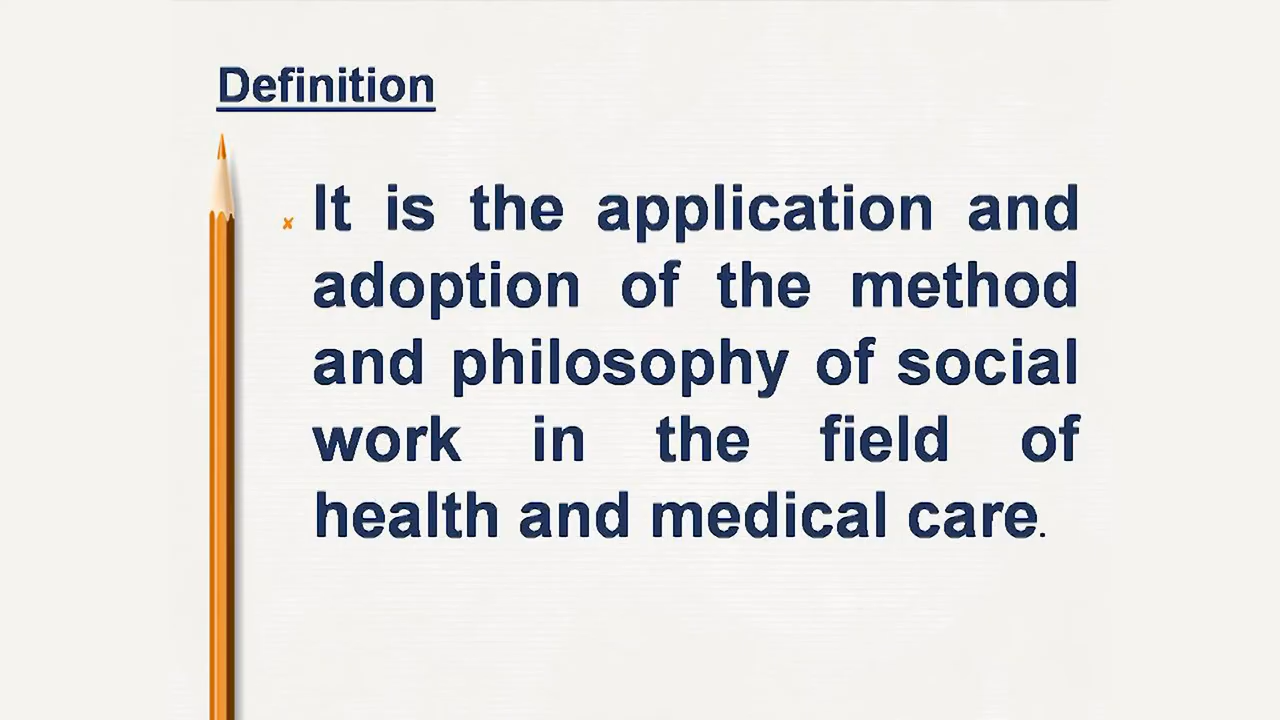 Definition
It is the application and
adoption of the method
and philosophy of social
work in the field of
health and medical care.